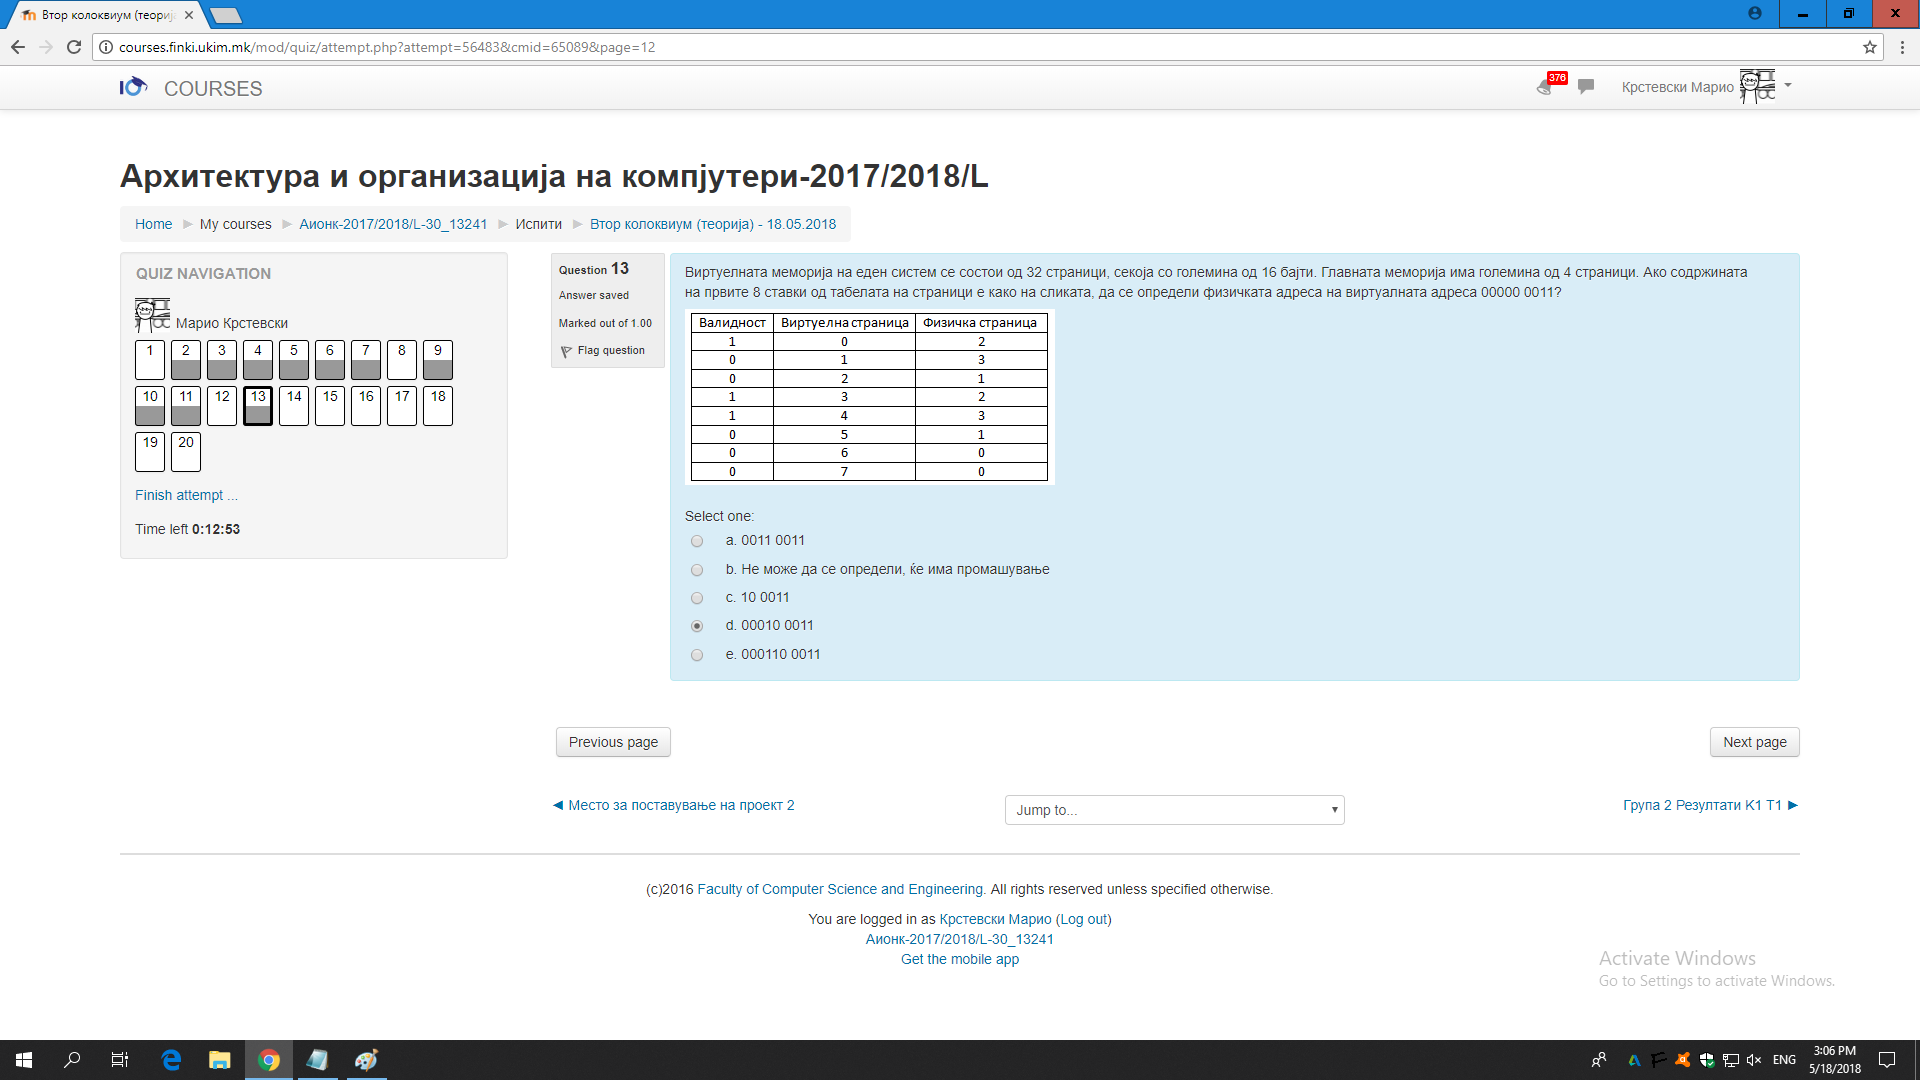 Втор колоквиум (теориј
courses.finki.ukim.mk/mod/quiz/attempt.php?attempt=56483&cmid=65089&page=12
COURSES
376
Крстевски Марио
Архитектура и организација на компјутери-2017/2018/L
Home ► My courses ► Аионк-2017/2018/L-30_13241 ► Испити ► Втор колоквиум (теорија) - 18.05.2018
QUIZ NAVIGATION
Марио Крстевски
1 2 3 4 5 6 7 8 9
10 11 12 13 14 15 16 17 18
19 20
Finish attempt ...
Time left 0:12:53
Question 13
Answer saved
Marked out of 1.00
Flag question
Виртуелната меморија на еден систем се состои од 32 страници, секоја со големина од 16 бајти. Главната меморија има големина од 4 страници. Ако содржината
на првите 8 ставки од табелата на страници е како на сликата, да се определи физичката адреса на виртуалната адреса 00000 0011?
Валидност Виртуелна страница Физичка страница
1 0 2
0 1 3
0 2 1
1 3 2
1 4 3
0 5 1
0 6 0
0 7 0
Select one:
a. 0011 0011
b. Не може да се определи, ќе има промашување
c. 10 0011
d. 00010 0011
e. 000110 0011
Previous page
Next page
◄ Место за поставување на проект 2
Jump to...
Група 2 Резултати К1 Т1 ►
(c)2016 Faculty of Computer Science and Engineering. All rights reserved unless specified otherwise.
You are logged in as Крстевски Марио (Log out)
Аионк-2017/2018/L-30_13241
Get the mobile app
Activate Windows
Go to Settings to activate Windows.
ENG
3:06 PM
5/18/2018